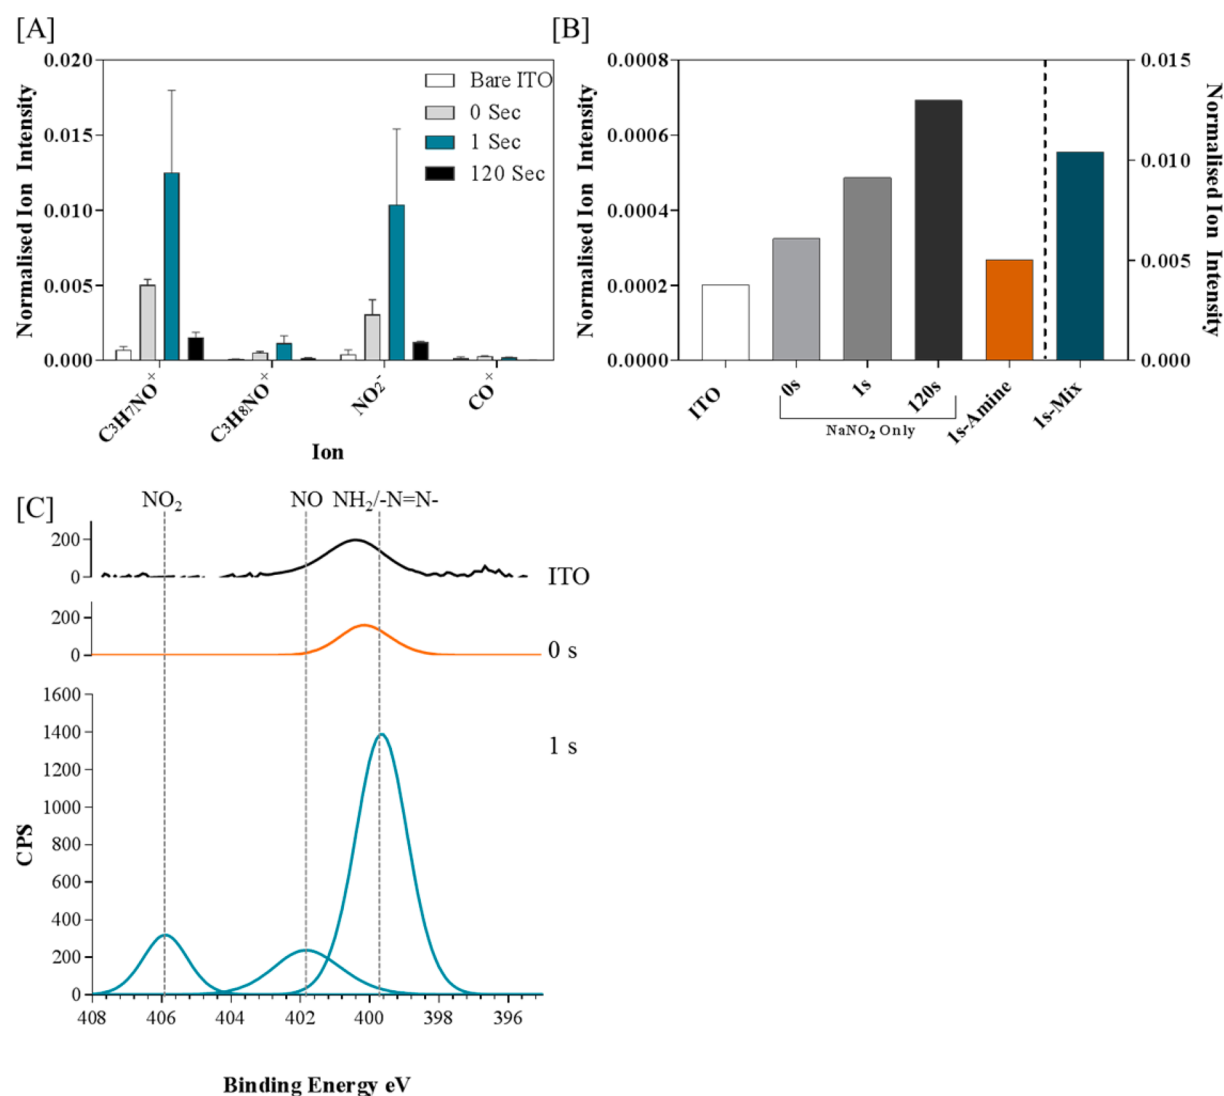 [A]
Normalised Ion Intensity
0.020
0.015
0.010
0.005
0.000
Bare ITO
0 Sec
1 Sec
120 Sec
C3H7NO+
C3H8NO+
NO2-
CO+
Ion
[B]
Normalised Ion Intensity
0.0008
0.0006
0.0004
0.0002
0.0000
0.015
0.010
0.005
0.000
Normalised Ion Intensity
ITO
0s
1s
120s
1s-Amine
1s-Mix
NaNO2 Only
[C]
NO2 NO NH2/-N=N-
200
0
ITO
200
0
0 s
1600
1400
1200
1000
800
600
400
200
0
1 s
CPS
408 406 404 402 400 398 396
Binding Energy eV